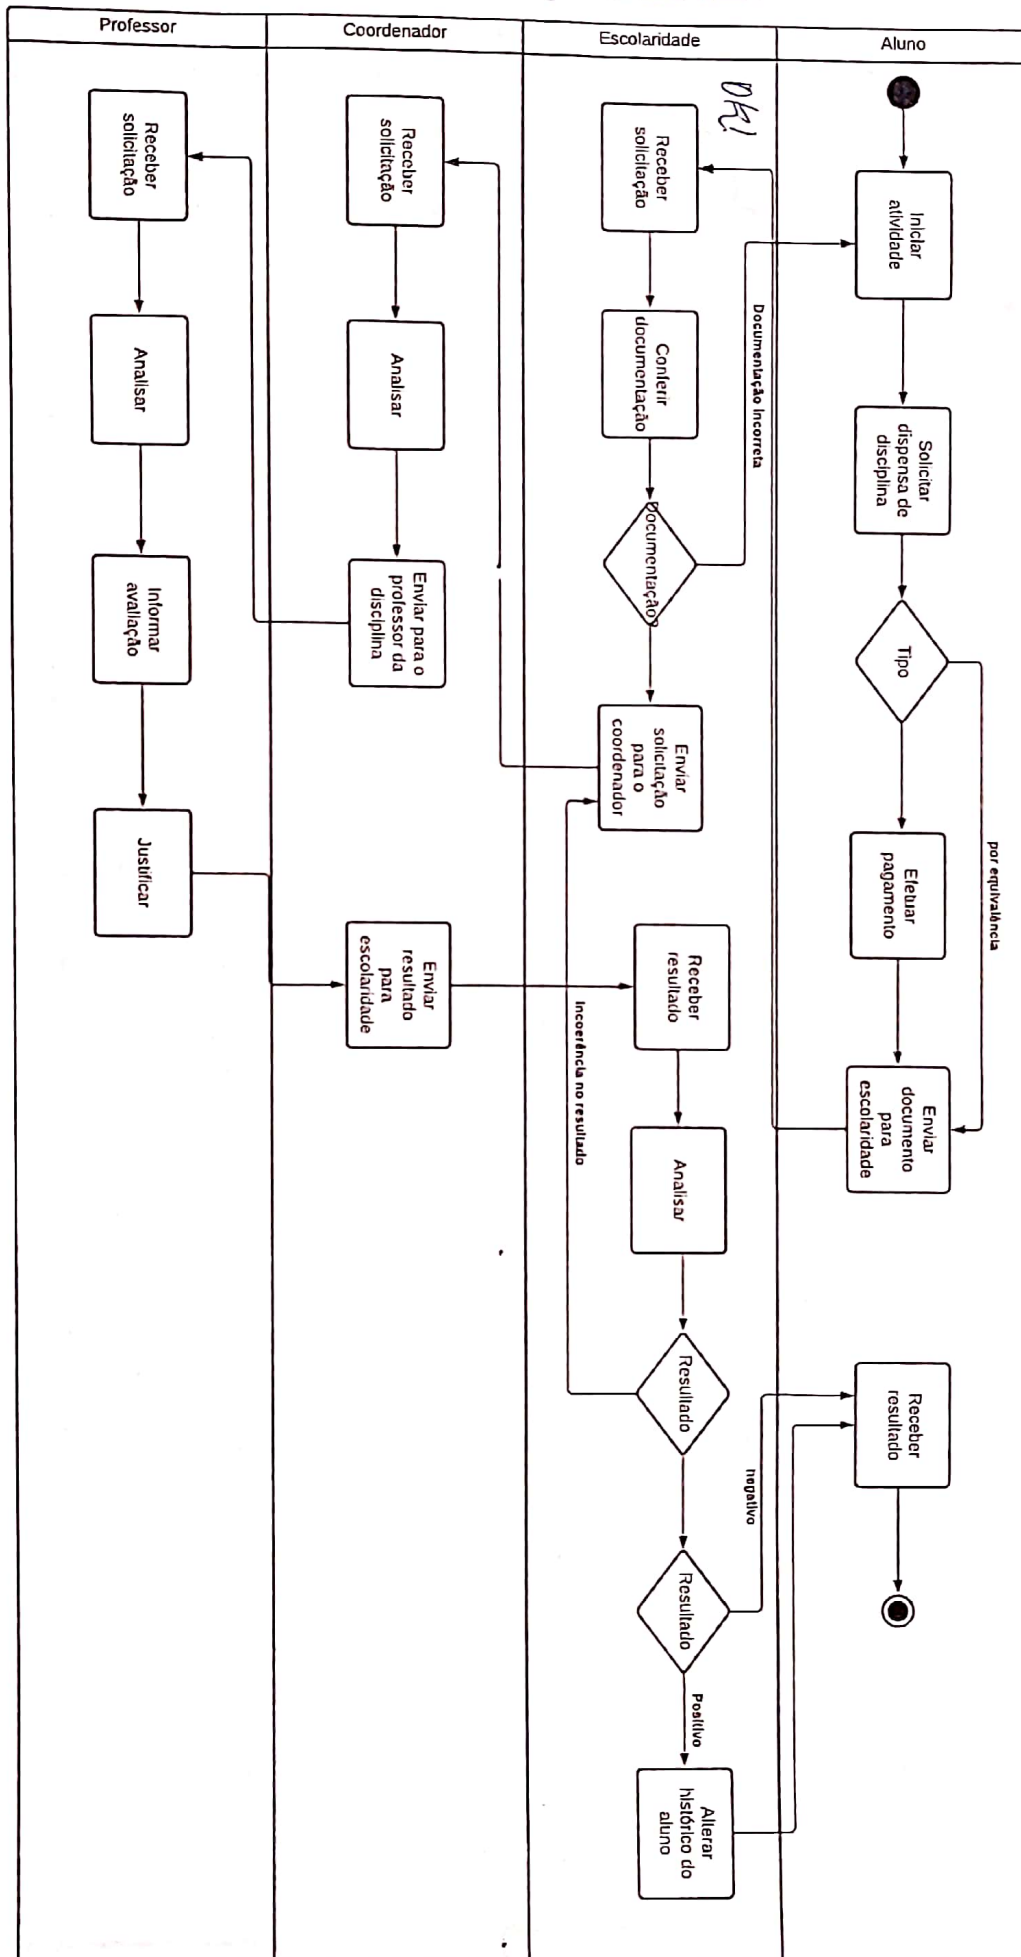 Professor
Coordenador
Escolaridade
Aluno
OK!
Iniciar
atividade
Solicitar
dispensa de
disciplina
Tipo
por equivalência
Efetuar
pagamento
Enviar
documento
para
escolaridade
Receber
resultado
Receber
solicitação
Documentação Incorreta
Conferir
documentação
Documentação?
Enviar
solicitação
para o
coordenador
Receber
resultado
Incoerência no resultado
Analisar
Resultado
negativo
Resultado
Positivo
Alterar
histórico do
aluno
Receber
solicitação
Analisar
Enviar para o
professor da
disciplina
Enviar
resultado
para
escolaridade
Receber
solicitação
Analisar
Informar
avaliação
Justificar